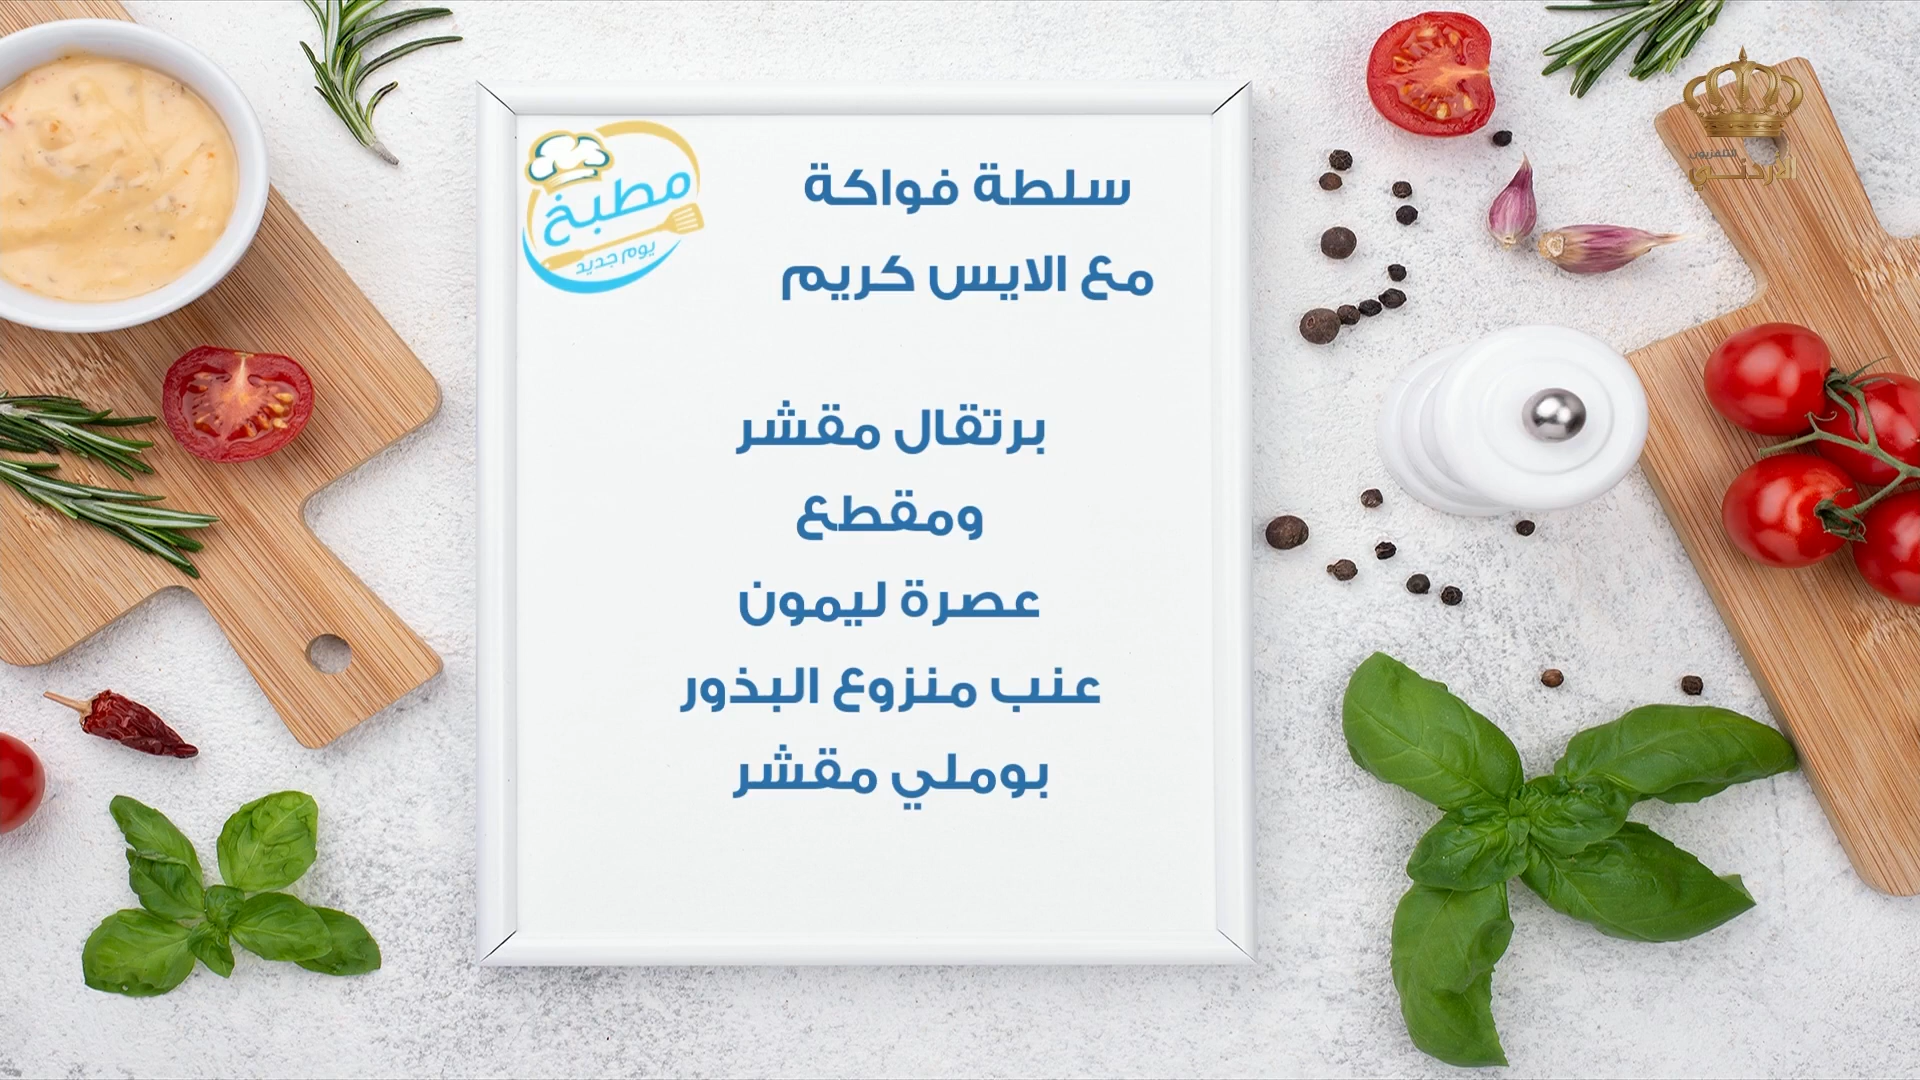 مطبخ
يوم جديد
سلطة فواكة
مع الايس كريم
برتقال مقشر
ومقطع
عصرة ليمون
عنب منزوع البذور
بوملي مقشر
التلفزيون
الأردني